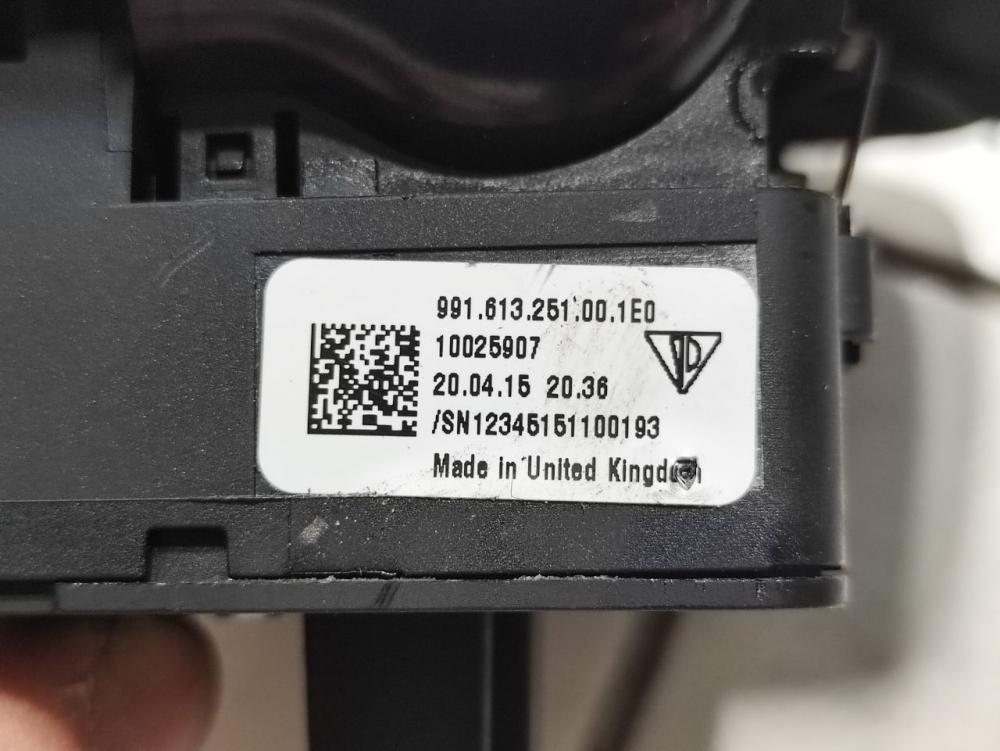 991.613.251.00.1E0
10025907
20.04.15 20.36
/SN12345151100193
Made in United Kingdom